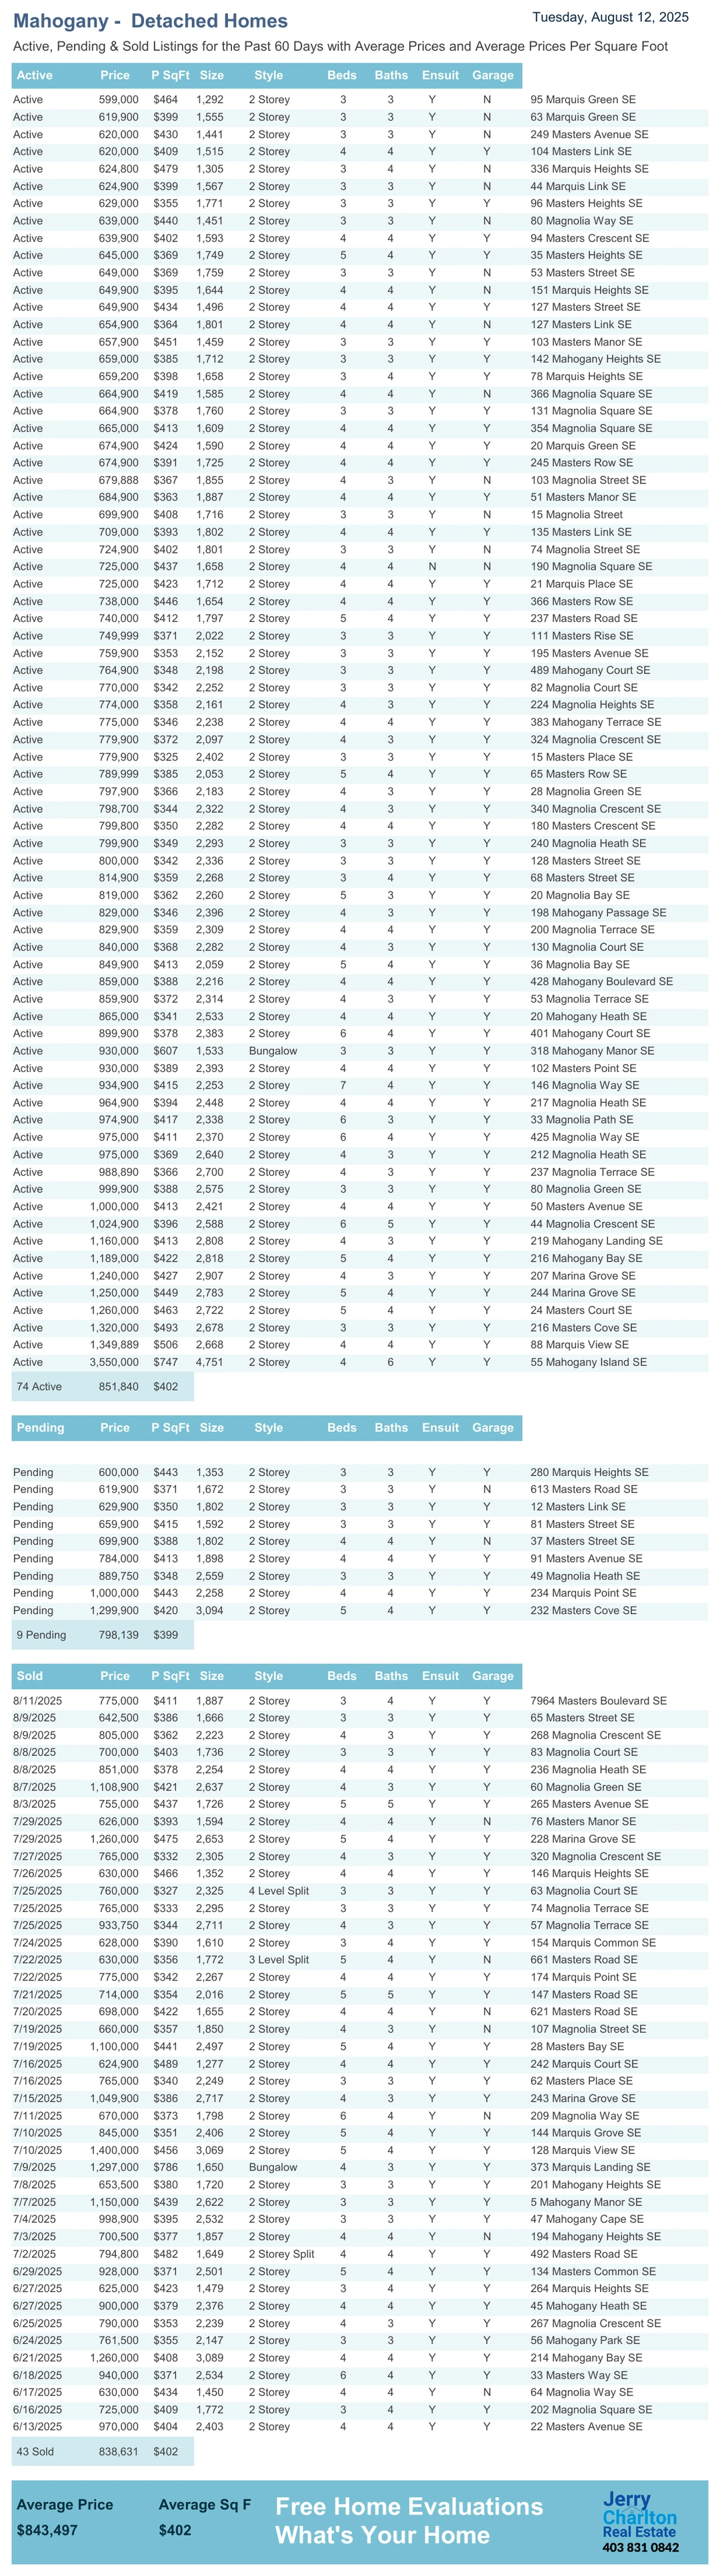 Mahogany - Detached Homes
Tuesday, August 12, 2025
Active, Pending & Sold Listings for the Past 60 Days with Average Prices and Average Prices Per Square Foot
Active Price P SqFt Size Style Beds Baths Ensuit Garage
Active 599,000 $464 1,292 2 Storey 3 3 Y N 95 Marquis Green SE
Active 619,900 $399 1,555 2 Storey 3 3 Y N 63 Marquis Green SE
Active 620,000 $430 1,441 2 Storey 3 3 Y N 249 Masters Avenue SE
Active 620,000 $409 1,515 2 Storey 4 4 Y Y 104 Masters Link SE
Active 624,800 $479 1,305 2 Storey 3 4 Y N 336 Marquis Heights SE
Active 624,900 $399 1,567 2 Storey 3 3 Y N 44 Marquis Link SE
Active 629,000 $355 1,771 2 Storey 3 3 Y Y 96 Masters Heights SE
Active 639,000 $440 1,451 2 Storey 3 3 Y N 80 Magnolia Way SE
Active 639,900 $402 1,593 2 Storey 4 4 Y Y 94 Masters Crescent SE
Active 645,000 $369 1,749 2 Storey 5 4 Y Y 35 Masters Heights SE
Active 649,000 $369 1,759 2 Storey 3 3 Y N 53 Masters Street SE
Active 649,900 $395 1,644 2 Storey 4 4 Y N 151 Marquis Heights SE
Active 649,900 $434 1,496 2 Storey 4 4 Y Y 127 Masters Street SE
Active 654,900 $364 1,801 2 Storey 4 4 Y N 127 Masters Link SE
Active 657,900 $451 1,459 2 Storey 3 3 Y Y 103 Masters Manor SE
Active 659,000 $385 1,712 2 Storey 3 3 Y Y 142 Mahogany Heights SE
Active 659,200 $398 1,658 2 Storey 3 4 Y Y 78 Marquis Heights SE
Active 664,900 $419 1,585 2 Storey 4 4 Y N 366 Magnolia Square SE
Active 664,900 $378 1,760 2 Storey 3 3 Y Y 131 Magnolia Square SE
Active 665,000 $413 1,609 2 Storey 4 4 Y Y 354 Magnolia Square SE
Active 674,900 $424 1,590 2 Storey 4 4 Y Y 20 Marquis Green SE
Active 674,900 $391 1,725 2 Storey 4 4 Y Y 245 Masters Row SE
Active 679,888 $367 1,855 2 Storey 4 3 Y N 103 Magnolia Street SE
Active 684,900 $363 1,887 2 Storey 4 4 Y Y 51 Masters Manor SE
Active 699,900 $408 1,716 2 Storey 3 3 Y N 15 Magnolia Street
Active 709,000 $393 1,802 2 Storey 4 4 Y Y 135 Masters Link SE
Active 724,900 $402 1,801 2 Storey 3 3 Y N 74 Magnolia Street SE
Active 725,000 $437 1,658 2 Storey 4 4 N N 190 Magnolia Square SE
Active 725,000 $423 1,712 2 Storey 4 4 Y Y 21 Marquis Place SE
Active 738,000 $446 1,654 2 Storey 4 4 Y Y 366 Masters Row SE
Active 740,000 $412 1,797 2 Storey 5 4 Y Y 237 Masters Road SE
Active 749,999 $371 2,022 2 Storey 3 3 Y Y 111 Masters Rise SE
Active 759,900 $353 2,152 2 Storey 3 3 Y Y 195 Masters Avenue SE
Active 764,900 $348 2,198 2 Storey 3 3 Y Y 489 Mahogany Court SE
Active 770,000 $342 2,252 2 Storey 3 3 Y Y 82 Magnolia Court SE
Active 774,000 $358 2,161 2 Storey 4 3 Y Y 224 Magnolia Heights SE
Active 775,000 $346 2,238 2 Storey 4 4 Y Y 383 Mahogany Terrace SE
Active 779,900 $372 2,097 2 Storey 4 3 Y Y 324 Magnolia Crescent SE
Active 779,900 $325 2,402 2 Storey 3 3 Y Y 15 Masters Place SE
Active 789,999 $385 2,053 2 Storey 5 4 Y Y 65 Masters Row SE
Active 797,900 $366 2,183 2 Storey 4 3 Y Y 28 Magnolia Green SE
Active 798,700 $344 2,322 2 Storey 4 3 Y Y 340 Magnolia Crescent SE
Active 799,800 $350 2,282 2 Storey 4 4 Y Y 180 Masters Crescent SE
Active 799,900 $349 2,293 2 Storey 3 3 Y Y 240 Magnolia Heath SE
Active 800,000 $342 2,336 2 Storey 3 3 Y Y 128 Masters Street SE
Active 814,900 $359 2,268 2 Storey 3 4 Y Y 68 Masters Street SE
Active 819,000 $362 2,260 2 Storey 5 3 Y Y 20 Magnolia Bay SE
Active 829,000 $346 2,396 2 Storey 4 3 Y Y 198 Mahogany Passage SE
Active 829,900 $359 2,309 2 Storey 4 4 Y Y 200 Magnolia Terrace SE
Active 840,000 $368 2,282 2 Storey 4 3 Y Y 130 Magnolia Court SE
Active 849,900 $413 2,059 2 Storey 5 4 Y Y 36 Magnolia Bay SE
Active 859,000 $388 2,216 2 Storey 4 4 Y Y 428 Mahogany Boulevard SE
Active 859,900 $372 2,314 2 Storey 4 3 Y Y 53 Magnolia Terrace SE
Active 865,000 $341 2,533 2 Storey 4 4 Y Y 20 Mahogany Heath SE
Active 899,900 $378 2,383 2 Storey 6 4 Y Y 401 Mahogany Court SE
Active 930,000 $607 1,533 Bungalow 3 3 Y Y 318 Mahogany Manor SE
Active 930,000 $389 2,393 2 Storey 4 4 Y Y 102 Masters Point SE
Active 934,900 $415 2,253 2 Storey 7 4 Y Y 146 Magnolia Way SE
Active 964,900 $394 2,448 2 Storey 4 4 Y Y 217 Magnolia Heath SE
Active 974,900 $417 2,338 2 Storey 6 3 Y Y 33 Magnolia Path SE
Active 975,000 $411 2,370 2 Storey 6 4 Y Y 425 Magnolia Way SE
Active 975,000 $369 2,640 2 Storey 4 3 Y Y 212 Magnolia Heath SE
Active 988,890 $366 2,700 2 Storey 4 3 Y Y 237 Magnolia Terrace SE
Active 999,900 $388 2,575 2 Storey 3 3 Y Y 80 Magnolia Green SE
Active 1,000,000 $413 2,421 2 Storey 4 4 Y Y 50 Masters Avenue SE
Active 1,024,900 $396 2,588 2 Storey 6 5 Y Y 44 Magnolia Crescent SE
Active 1,160,000 $413 2,808 2 Storey 4 3 Y Y 219 Mahogany Landing SE
Active 1,189,000 $422 2,818 2 Storey 5 4 Y Y 216 Mahogany Bay SE
Active 1,240,000 $427 2,907 2 Storey 4 3 Y Y 207 Marina Grove SE
Active 1,250,000 $449 2,783 2 Storey 5 4 Y Y 244 Marina Grove SE
Active 1,260,000 $463 2,722 2 Storey 5 4 Y Y 24 Masters Court SE
Active 1,320,000 $493 2,678 2 Storey 3 3 Y Y 216 Masters Cove SE
Active 1,349,889 $506 2,668 2 Storey 4 4 Y Y 88 Marquis View SE
Active 3,550,000 $747 4,751 2 Storey 4 6 Y Y 55 Mahogany Island SE
74 Active 851,840 $402
Pending Price P SqFt Size Style Beds Baths Ensuit Garage
Pending 600,000 $443 1,353 2 Storey 3 3 Y Y 280 Marquis Heights SE
Pending 619,900 $371 1,672 2 Storey 3 3 Y N 613 Masters Road SE
Pending 629,900 $350 1,802 2 Storey 3 3 Y Y 12 Masters Link SE
Pending 659,900 $415 1,592 2 Storey 3 3 Y Y 81 Masters Street SE
Pending 699,900 $388 1,802 2 Storey 4 4 Y N 37 Masters Street SE
Pending 784,000 $413 1,898 2 Storey 4 4 Y Y 91 Masters Avenue SE
Pending 889,750 $348 2,559 2 Storey 3 3 Y Y 49 Magnolia Heath SE
Pending 1,000,000 $443 2,258 2 Storey 4 4 Y Y 234 Marquis Point SE
Pending 1,299,900 $420 3,094 2 Storey 5 4 Y Y 232 Masters Cove SE
9 Pending 798,139 $399
Sold Price P SqFt Size Style Beds Baths Ensuit Garage
8/11/2025 775,000 $411 1,887 2 Storey 3 4 Y Y 7964 Masters Boulevard SE
8/9/2025 642,500 $386 1,666 2 Storey 3 3 Y Y 65 Masters Street SE
8/9/2025 805,000 $362 2,223 2 Storey 4 3 Y Y 268 Magnolia Crescent SE
8/8/2025 700,000 $403 1,736 2 Storey 3 3 Y Y 83 Magnolia Court SE
8/8/2025 851,000 $378 2,254 2 Storey 4 4 Y Y 236 Magnolia Heath SE
8/7/2025 1,108,900 $421 2,637 2 Storey 4 3 Y Y 60 Magnolia Green SE
8/3/2025 755,000 $437 1,726 2 Storey 5 5 Y Y 265 Masters Avenue SE
7/29/2025 626,000 $393 1,594 2 Storey 4 4 Y N 76 Masters Manor SE
7/29/2025 1,260,000 $475 2,653 2 Storey 5 4 Y Y 228 Marina Grove SE
7/27/2025 765,000 $332 2,305 2 Storey 4 3 Y Y 320 Magnolia Crescent SE
7/26/2025 630,000 $466 1,352 2 Storey 4 4 Y Y 146 Marquis Heights SE
7/25/2025 760,000 $327 2,325 4 Level Split 3 3 Y Y 63 Magnolia Court SE
7/25/2025 765,000 $333 2,295 2 Storey 3 3 Y Y 74 Magnolia Terrace SE
7/25/2025 933,750 $344 2,711 2 Storey 4 3 Y Y 57 Magnolia Terrace SE
7/24/2025 628,000 $390 1,610 2 Storey 3 4 Y Y 154 Marquis Common SE
7/22/2025 630,000 $356 1,772 3 Level Split 5 4 Y N 661 Masters Road SE
7/22/2025 775,000 $342 2,267 2 Storey 4 4 Y Y 174 Marquis Point SE
7/21/2025 714,000 $354 2,016 2 Storey 5 5 Y Y 147 Masters Road SE
7/20/2025 698,000 $422 1,655 2 Storey 4 4 Y N 621 Masters Road SE
7/19/2025 660,000 $357 1,850 2 Storey 4 3 Y N 107 Magnolia Street SE
7/19/2025 1,100,000 $441 2,497 2 Storey 5 4 Y Y 28 Masters Bay SE
7/16/2025 624,900 $489 1,277 2 Storey 4 4 Y Y 242 Marquis Court SE
7/16/2025 765,000 $340 2,249 2 Storey 3 3 Y Y 62 Masters Place SE
7/15/2025 1,049,900 $386 2,717 2 Storey 4 3 Y Y 243 Marina Grove SE
7/11/2025 670,000 $373 1,798 2 Storey 6 4 Y N 209 Magnolia Way SE
7/10/2025 845,000 $351 2,406 2 Storey 5 4 Y Y 144 Marquis Grove SE
7/10/2025 1,400,000 $456 3,069 2 Storey 5 4 Y Y 128 Marquis View SE
7/9/2025 1,297,000 $786 1,650 Bungalow 4 3 Y Y 373 Marquis Landing SE
7/8/2025 653,500 $380 1,720 2 Storey 3 3 Y Y 201 Mahogany Heights SE
7/7/2025 1,150,000 $439 2,622 2 Storey 3 3 Y Y 5 Mahogany Manor SE
7/4/2025 998,900 $395 2,532 2 Storey 3 3 Y Y 47 Mahogany Cape SE
7/3/2025 700,500 $377 1,857 2 Storey 4 4 Y N 194 Mahogany Heights SE
7/2/2025 794,800 $482 1,649 2 Storey Split 4 4 Y Y 492 Masters Road SE
6/29/2025 928,000 $371 2,501 2 Storey 5 4 Y Y 134 Masters Common SE
6/27/2025 625,000 $423 1,479 2 Storey 3 4 Y Y 264 Marquis Heights SE
6/27/2025 900,000 $379 2,376 2 Storey 4 4 Y Y 45 Mahogany Heath SE
6/25/2025 790,000 $353 2,239 2 Storey 4 3 Y Y 267 Magnolia Crescent SE
6/24/2025 761,500 $355 2,147 2 Storey 3 3 Y Y 56 Mahogany Park SE
6/21/2025 1,260,000 $408 3,089 2 Storey 4 4 Y Y 214 Mahogany Bay SE
6/18/2025 940,000 $371 2,534 2 Storey 6 4 Y Y 33 Masters Way SE
6/17/2025 630,000 $434 1,450 2 Storey 4 4 Y N 64 Magnolia Way SE
6/16/2025 725,000 $409 1,772 2 Storey 3 4 Y Y 202 Magnolia Square SE
6/13/2025 970,000 $404 2,403 2 Storey 4 4 Y Y 22 Masters Avenue SE
43 Sold 838,631 $402
Average Price Average Sq F
$843,497 $402
Free Home Evaluations
What's Your Home
Jerry
Charlton
Real Estate
403 831 0842